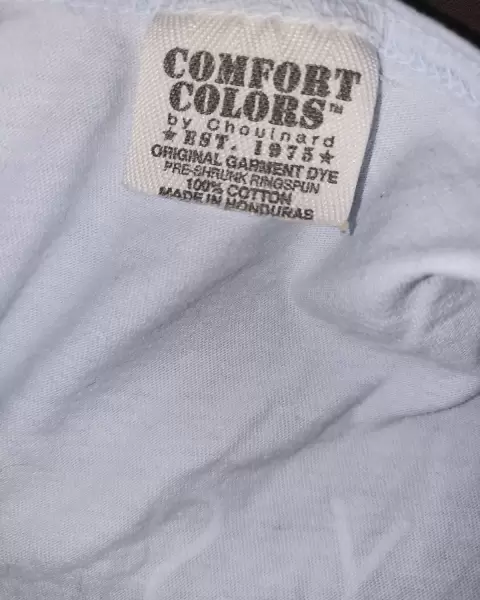 COMFORT
COLORS™
by Chouinard
★ EST. 1975 ★
ORIGINAL GARMENT DYE
PRE-SHRUNK RINGSPUN
100% COTTON
MADE IN HONDURAS